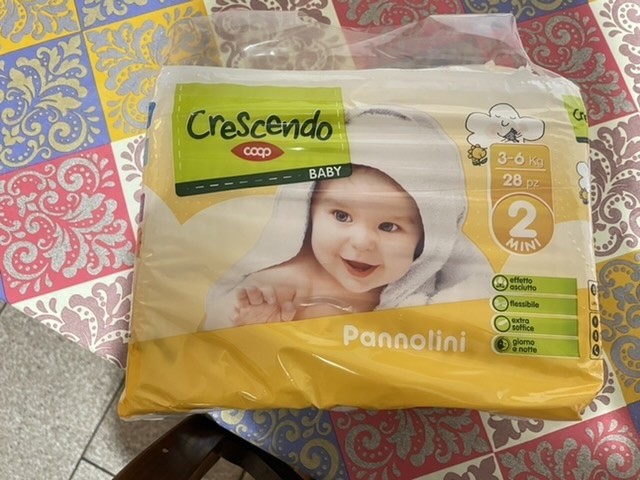 Crescendo
coop
BABY
3-6 Kg
28 pz
2
MINI
effetto
asciutto
flessibile
extra
soffice
giorno
e notte
Pannolini